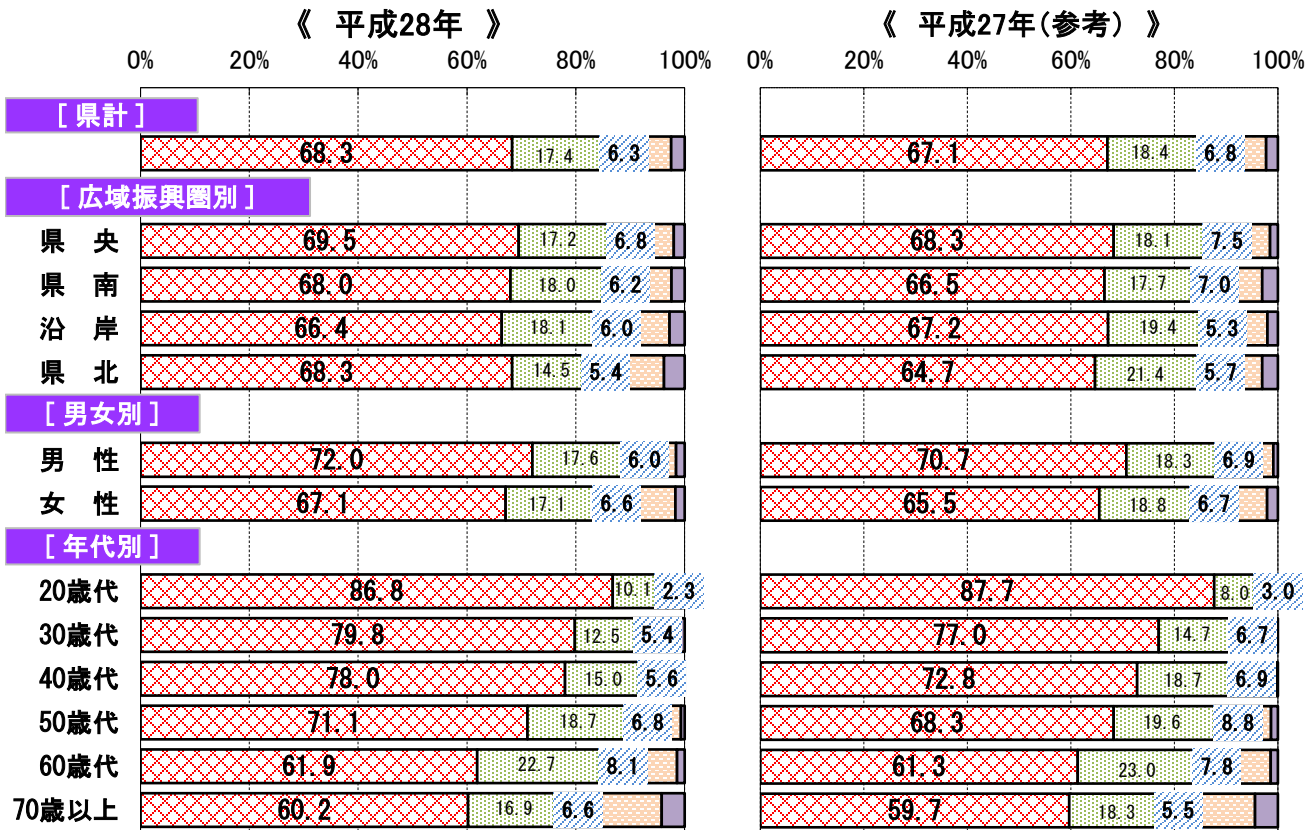 《 平成28年 》 《 平成27年(参考) 》
0% 20% 40% 60% 80% 100% 0% 20% 40% 60% 80% 100%
[ 県計 ]
68.3 17.4 6.3 67.1 18.4 6.8
[ 広域振興圏別 ]
県 央 69.5 17.2 6.8 68.3 18.1 7.5
県 南 68.0 18.0 6.2 66.5 17.7 7.0
沿 岸 66.4 18.1 6.0 67.2 19.4 5.3
県 北 68.3 14.5 5.4 64.7 21.4 5.7
[ 男女別 ]
男 性 72.0 17.6 6.0 70.7 18.3 6.9
女 性 67.1 17.1 6.6 65.5 18.8 6.7
[ 年代別 ]
20歳代 86.8 10.1 2.3 87.7 8.0 3.0
30歳代 79.8 12.5 5.4 77.0 14.7 6.7
40歳代 78.0 15.0 5.6 72.8 18.7 6.9
50歳代 71.1 18.7 6.8 68.3 19.6 8.8
60歳代 61.9 22.7 8.1 61.3 23.0 7.8
70歳以上 60.2 16.9 6.6 59.7 18.3 5.5